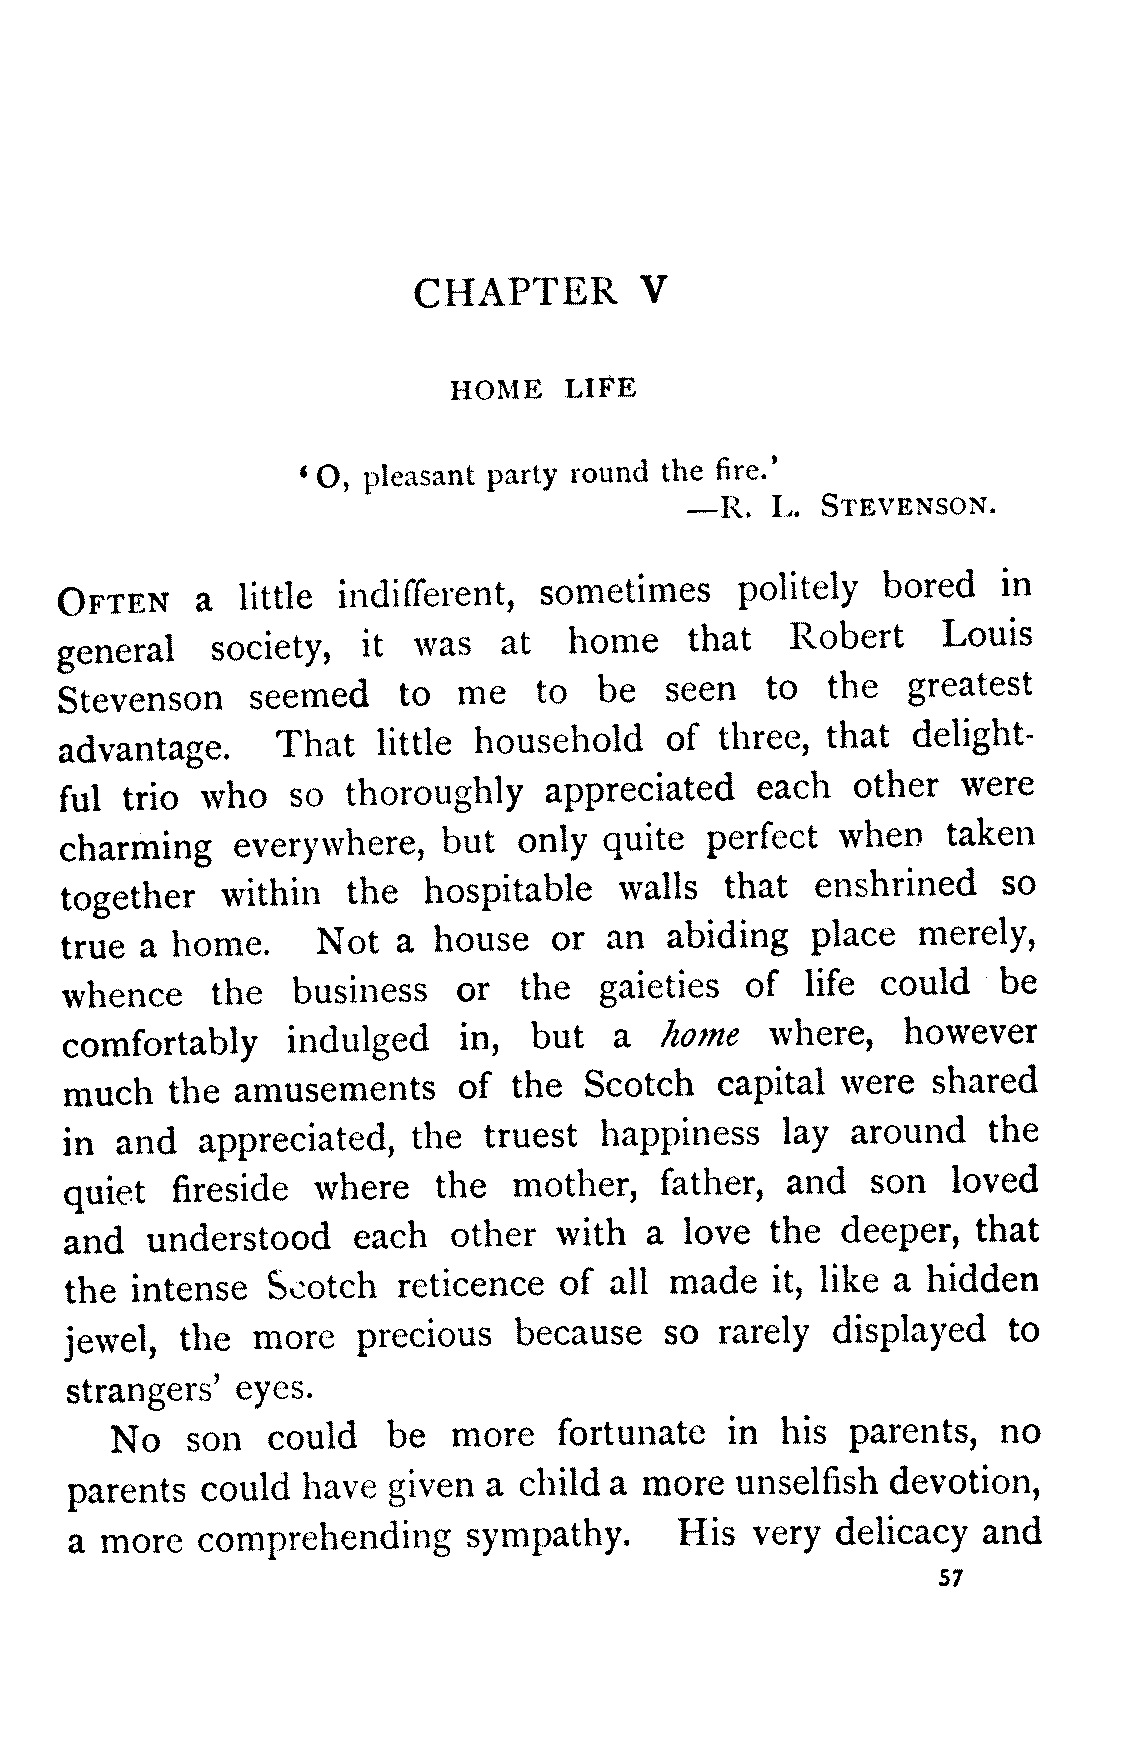 CHAPTER V
HOME LIFE
‘O, pleasant party round the fire.’
—R. L. STEVENSON.
OFTEN a little indifferent, sometimes politely bored in
general society, it was at home that Robert Louis
Stevenson seemed to me to be seen to the greatest
advantage. That little household of three, that delight-
ful trio who so thoroughly appreciated each other were
charming everywhere, but only quite perfect when taken
together within the hospitable walls that enshrined so
true a home. Not a house or an abiding place merely,
whence the business or the gaieties of life could be
comfortably indulged in, but a home where, however
much the amusements of the Scotch capital were shared
in and appreciated, the truest happiness lay around the
quiet fireside where the mother, father, and son loved
and understood each other with a love the deeper, that
the intense Scotch reticence of all made it, like a hidden
jewel, the more precious because so rarely displayed to
strangers’ eyes.
No son could be more fortunate in his parents, no
parents could have given a child a more unselfish devotion,
a more comprehending sympathy. His very delicacy and
57